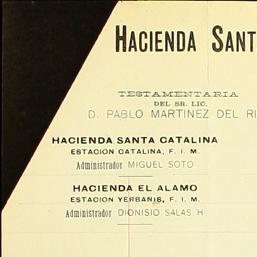 HACIENDA SANT
TESTAMENTARIA
DEL SR. LIC.
D. PABLO MARTINEZ DEL RI
HACIENDA SANTA CATALINA
ESTACION CATALINA, F. I. M.
Administrador MIGUEL SOTO
HACIENDA EL ALAMO
ESTACION YERBANIS, F. I. M.
Administrador DIONISIO SALAS H